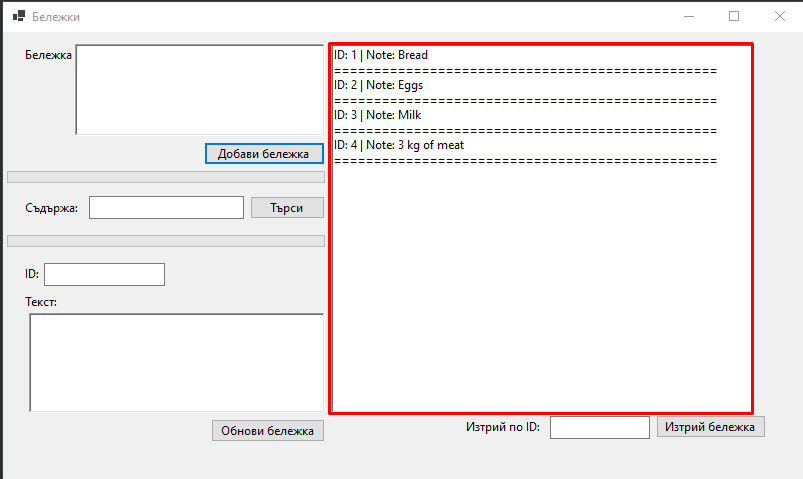 Бележки
Бележка
Добави бележка
Съдържа:
Търси
ID:
Текст:
Обнови бележка
ID: 1 | Note: Bread
================================================
ID: 2 | Note: Eggs
================================================
ID: 3 | Note: Milk
================================================
ID: 4 | Note: 3 kg of meat
================================================
Изтрий по ID:
Изтрий бележка